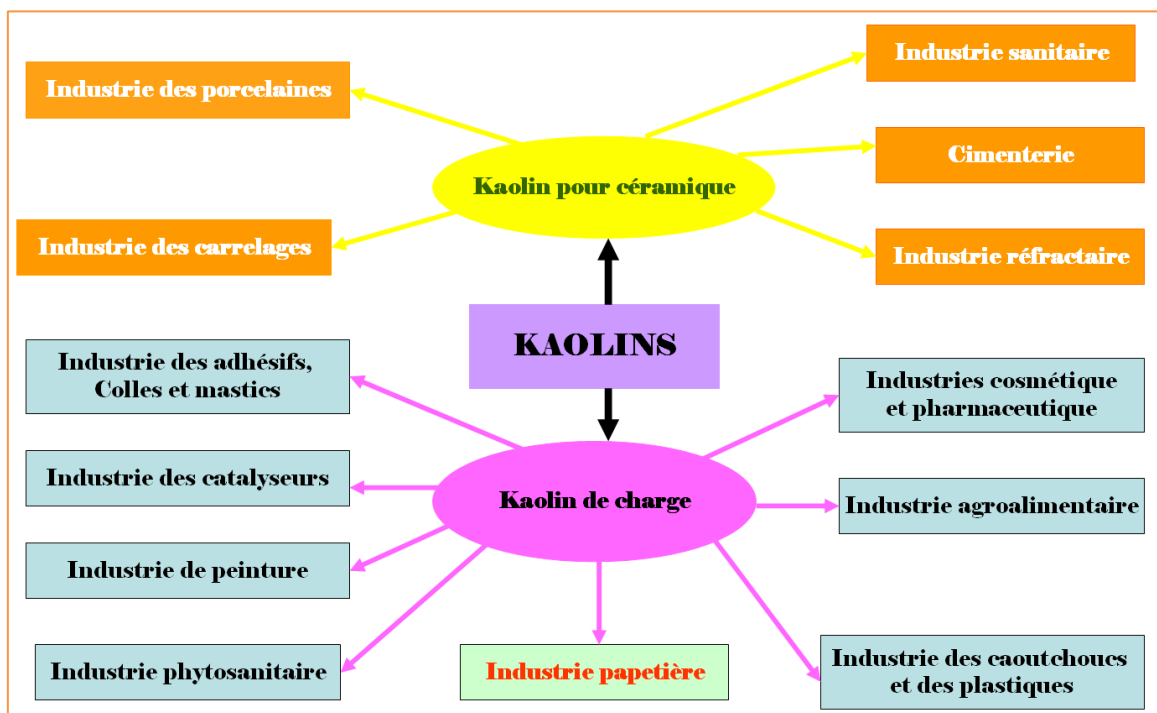 Industrie sanitaire
Industrie des porcelaines
Cimenterie
Kaolin pour céramique
Industrie des carrelages
Industrie réfractaire
KAOLINS
Industrie des adhésifs,
Colles et mastics
Industries cosmétique
et pharmaceutique
Industrie des catalyseurs
Kaolin de charge
Industrie agroalimentaire
Industrie de peinture
Industrie phytosanitaire
Industrie papetière
Industrie des caoutchoucs
et des plastiques